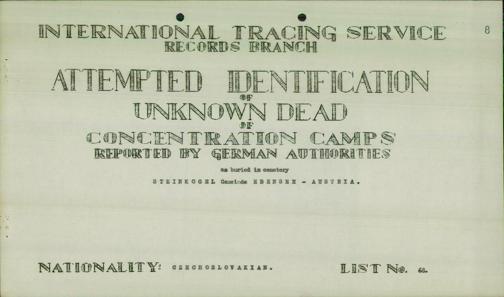 8
INTERNATIONAL TRACING SERVICE
RECORDS BRANCH
ATTEMPTED IDENTIFICATION
OF
UNKNOWN DEAD
OF
CONCENTRATION CAMPS
REPORTED BY GERMAN AUTHORITIES
as buried in cemetery
STEINKOGEL Gemeinde EBENSEE - AUSTRIA.
NATIONALITY: CZECHOSLOVAKIAN. LIST No.